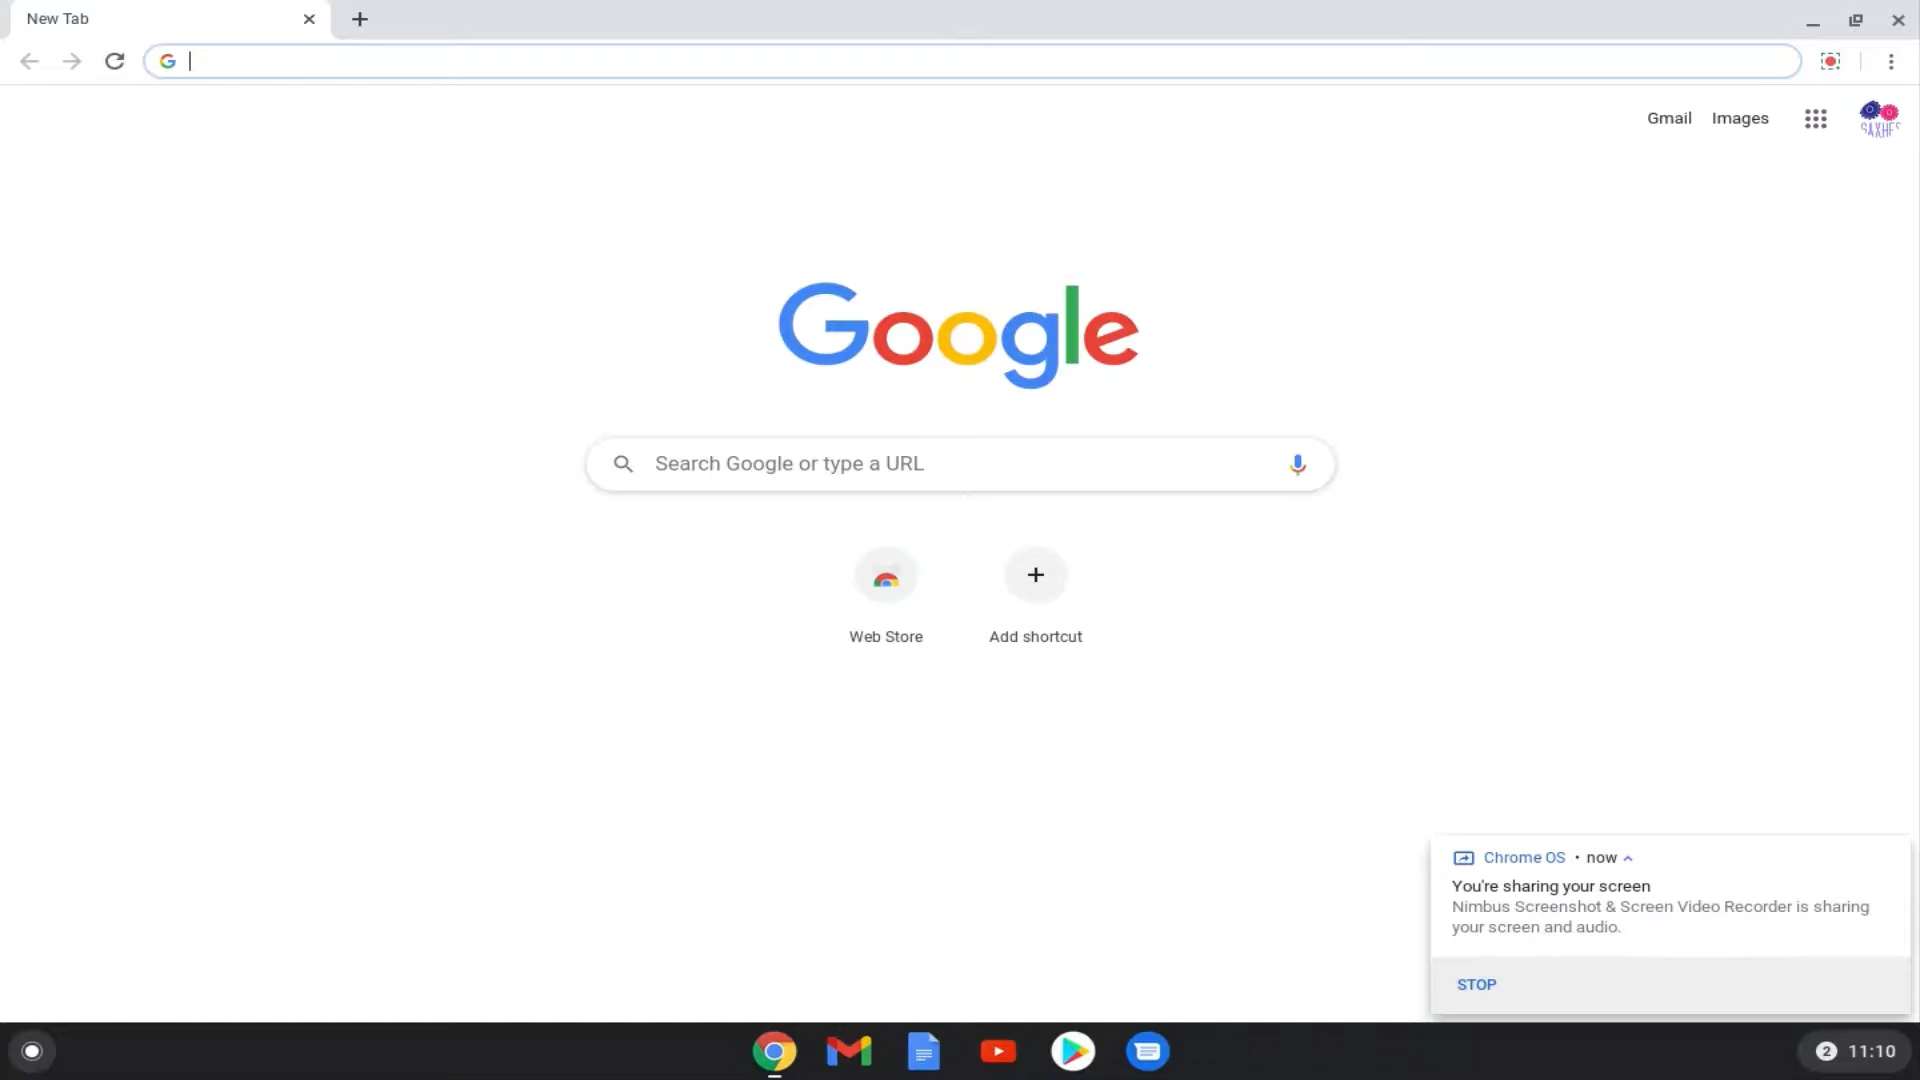 New Tab
Gmail Images
SAXHES
Google
Search Google or type a URL
Web Store
Add shortcut
Chrome OS • now
You're sharing your screen
Nimbus Screenshot & Screen Video Recorder is sharing
your screen and audio.
STOP
2 11:10